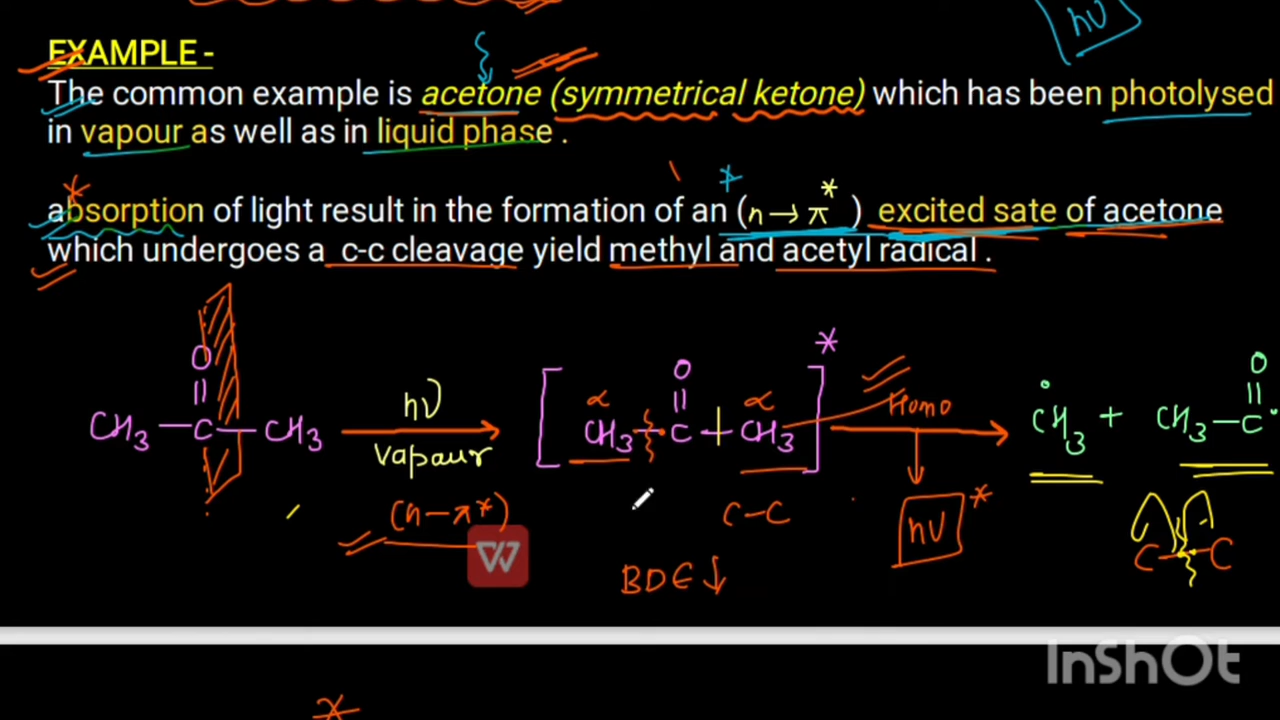 hν
EXAMPLE -
The common example is acetone (symmetrical ketone) which has been photolysed
in vapour as well as in liquid phase .
* \ * *
absorption of light result in the formation of an (n→π ) excited sate of acetone
which undergoes a c-c cleavage yield methyl and acetyl radical .
*
O O O
|| hν α || α Homo •
CH3—C—CH3 → [ CH3—C—CH3 ] → CH3 + CH3—C•
vapour
(n-π*) C-C hν * C-C
W
BDE↓
InShOt
*